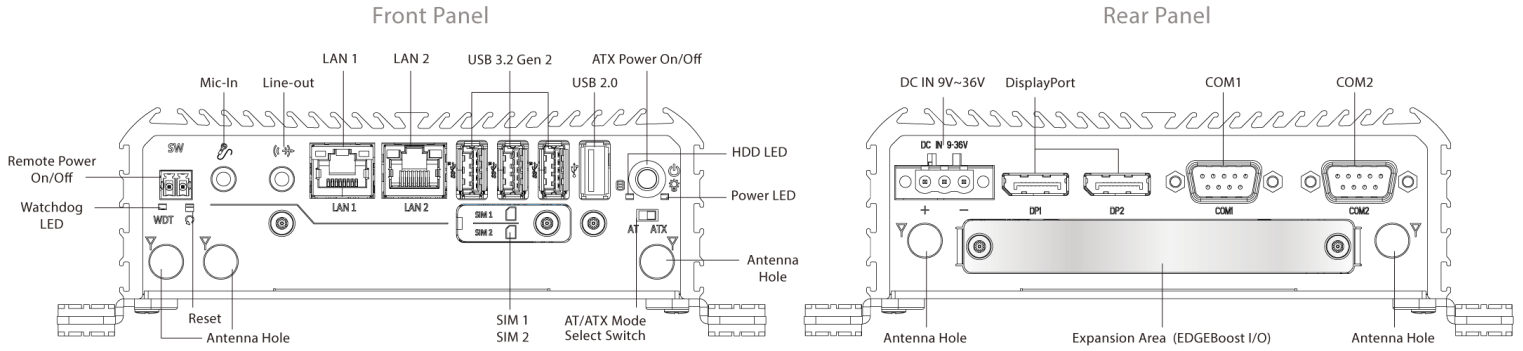 Front Panel
Rear Panel
LAN 1
LAN 2
USB 3.2 Gen 2
ATX Power On/Off
Mic-In
Line-out
USB 2.0
DC IN 9V~36V
DisplayPort
COM1
COM2
SW
DC IN 9-36V
Remote Power
On/Off
HDD LED
Power LED
Watchdog
LED
WDT
LAN 1
LAN 2
SIM 1
SIM 2
AT
ATX
+
−
DP1
DP2
COM1
COM2
Antenna
Hole
Reset
Antenna Hole
SIM 1
SIM 2
AT/ATX Mode
Select Switch
Antenna Hole
Expansion Area (EDGEBoost I/O)
Antenna Hole